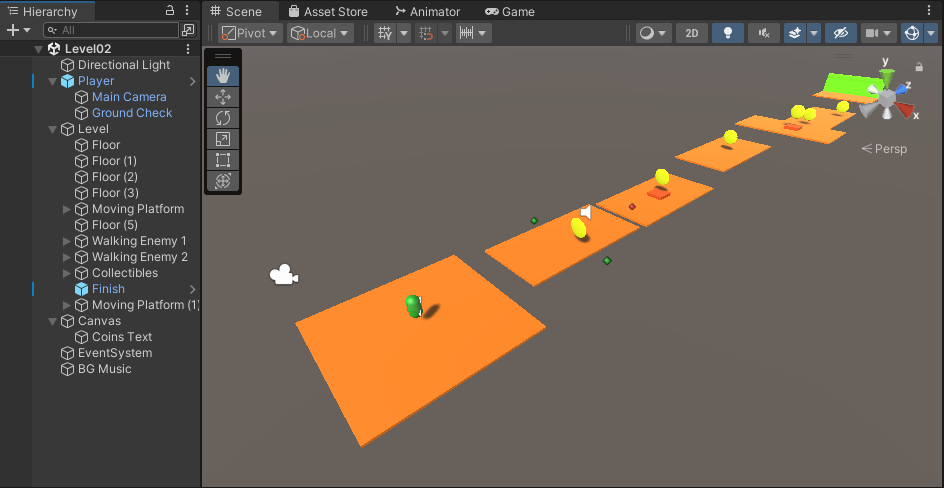 Hierarchy
All
Level02
Directional Light
Player
Main Camera
Ground Check
Level
Floor
Floor (1)
Floor (2)
Floor (3)
Moving Platform
Floor (5)
Walking Enemy 1
Walking Enemy 2
Collectibles
Finish
Moving Platform (1)
Canvas
Coins Text
EventSystem
BG Music
Scene Asset Store Animator Game
Pivot Local 2D
y
z
x
Persp